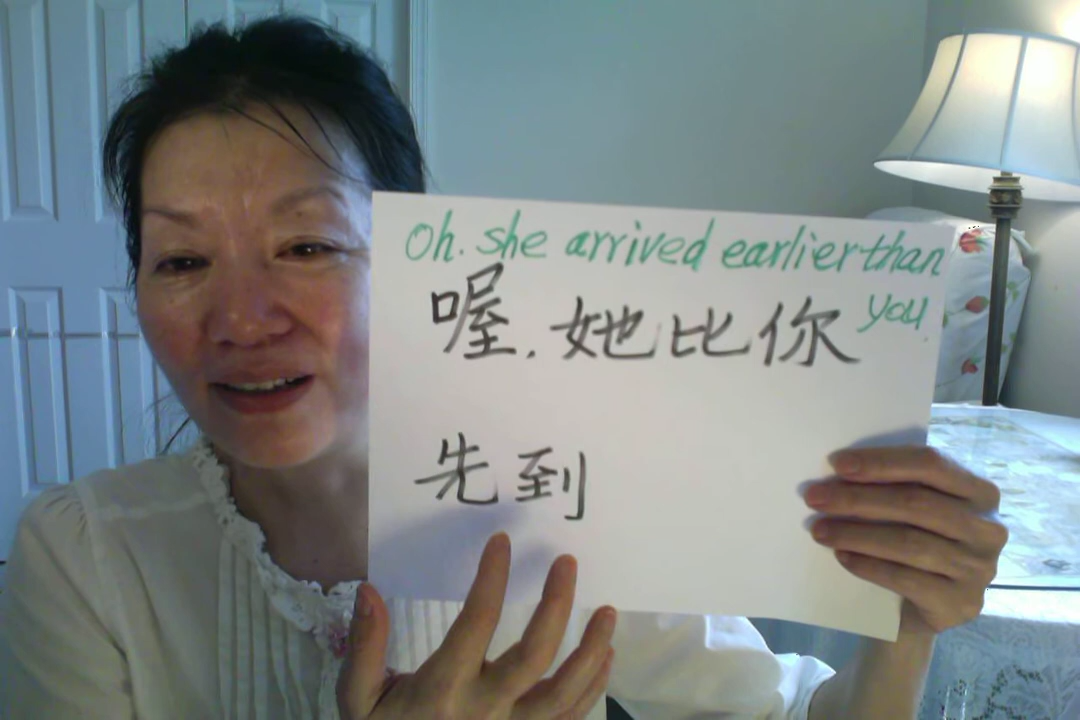 Oh. she arrived earlier than
you
喔.她比你
先到